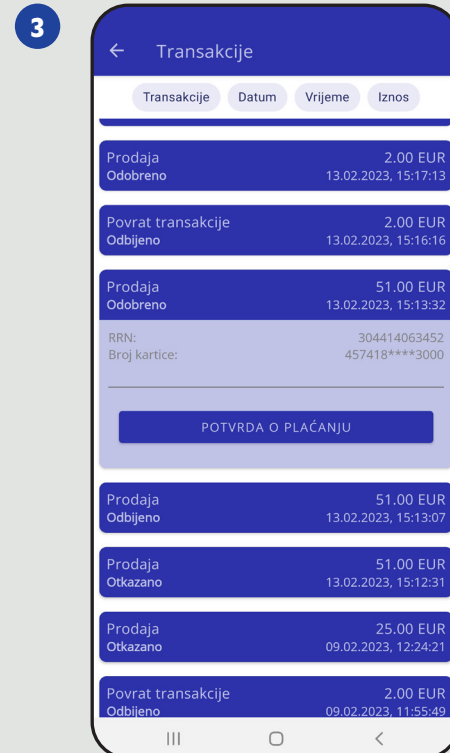 3
Transakcije
Transakcije Datum Vrijeme Iznos
Prodaja 2.00 EUR
Odobreno 13.02.2023, 15:17:13
Povrat transakcije 2.00 EUR
Odbijeno 13.02.2023, 15:16:16
Prodaja 51.00 EUR
Odobreno 13.02.2023, 15:13:32
RRN: 304414063452
Broj kartice: 457418****3000
POTVRDA O PLAĆANJU
Prodaja 51.00 EUR
Odbijeno 13.02.2023, 15:13:07
Prodaja 51.00 EUR
Otkazano 13.02.2023, 15:12:31
Prodaja 25.00 EUR
Otkazano 09.02.2023, 12:24:21
Povrat transakcije 2.00 EUR
Odbijeno 09.02.2023, 11:55:49